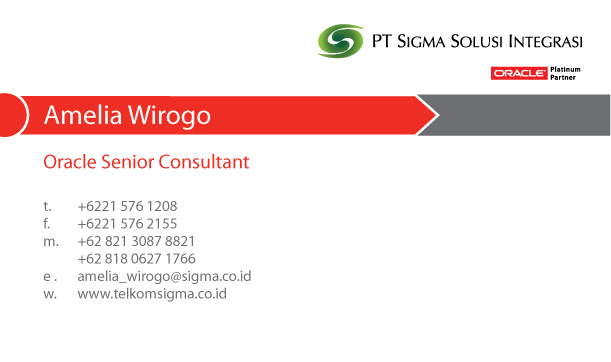 PT SIGMA SOLUSI INTEGRASI
ORACLE Platinum
Partner
Amelia Wirogo
Oracle Senior Consultant
t. +6221 576 1208
f. +6221 576 2155
m. +62 821 3087 8821
+62 818 0627 1766
e . amelia_wirogo@sigma.co.id
w. www.telkomsigma.co.id